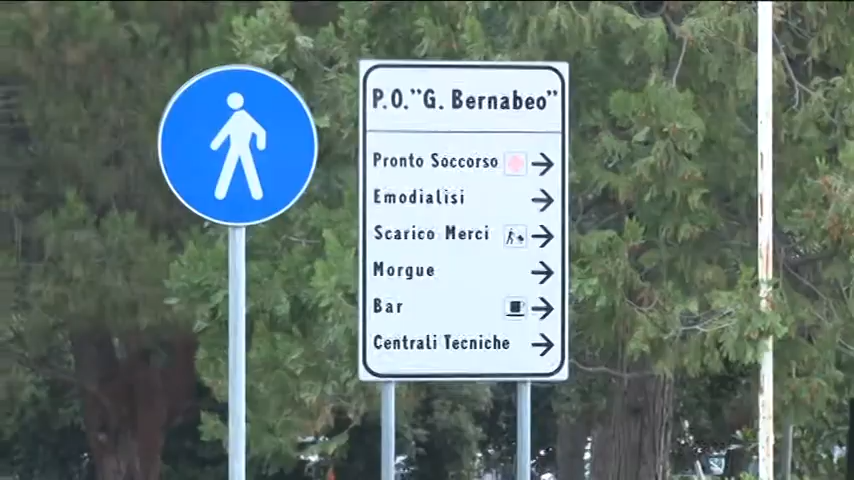 P.O."G. Bernabeo"
Pronto Soccorso
Emodialisi
Scarico Merci
Morgue
Bar
Centrali Tecniche